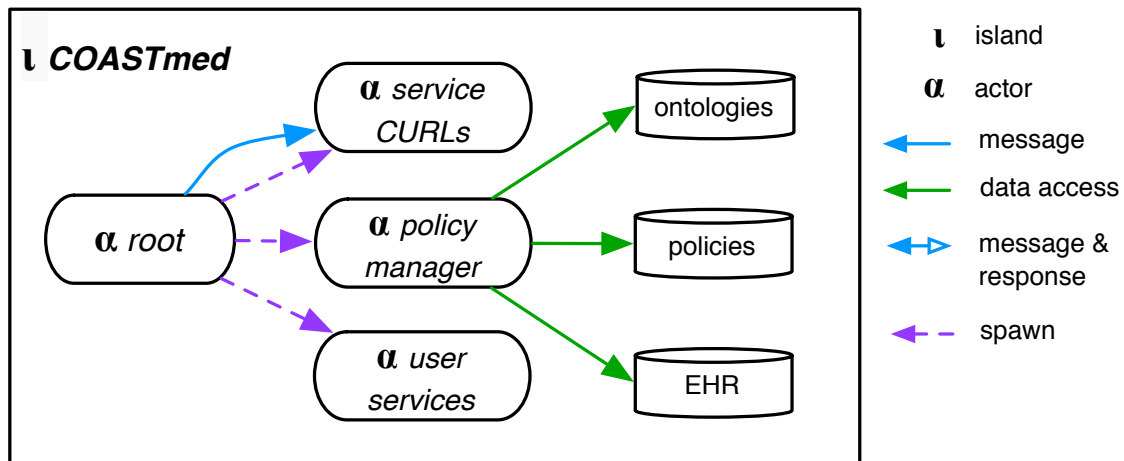 ι COASTmed
α service
CURLs
α root
α policy
manager
α user
services
ontologies
policies
EHR
ι island
α actor
message
data access
message &
response
spawn